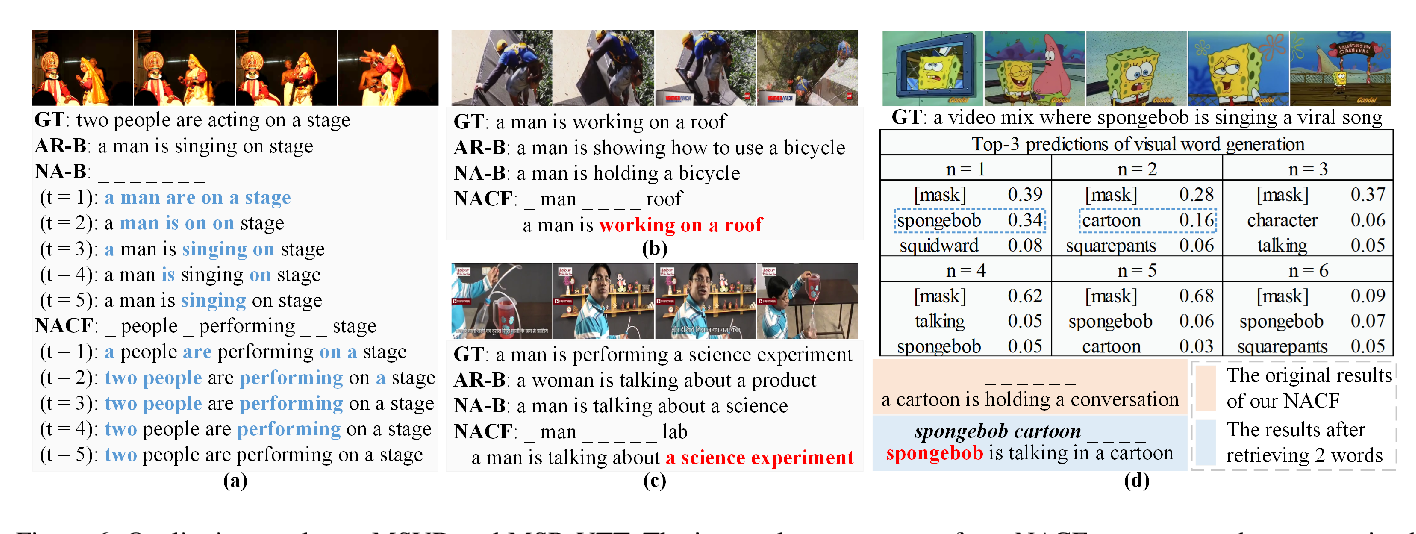 GT: two people are acting on a stage
AR-B: a man is singing on stage
NA-B: _ _ _ _ _ _ _
(t = 1): a man are on a stage
(t = 2): a man is on on stage
(t = 3): a man is singing on stage
(t − 4): a man is singing on stage
(t = 5): a man is singing on stage
NACF: _ people _ performing _ _ stage
(t − 1): a people are performing on a stage
(t − 2): two people are performing on a stage
(t = 3): two people are performing on a stage
(t = 4): two people are performing on a stage
(t − 5): two people are performing on a stage
(a)
GT: a man is working on a roof
AR-B: a man is showing how to use a bicycle
NA-B: a man is holding a bicycle
NACF: _ man _ _ _ _ roof
a man is working on a roof
(b)
GT: a man is performing a science experiment
AR-B: a woman is talking about a product
NA-B: a man is talking about a science
NACF: _ man _ _ _ _ _ lab
a man is talking about a science experiment
(c)
GT: a video mix where spongebob is singing a viral song
Top-3 predictions of visual word generation
n = 1 n = 2 n = 3
[mask] 0.39 [mask] 0.28 [mask] 0.37
spongebob 0.34 cartoon 0.16 character 0.06
squidward 0.08 squarepants 0.06 talking 0.05
n = 4 n = 5 n = 6
[mask] 0.62 [mask] 0.68 [mask] 0.09
talking 0.05 spongebob 0.06 spongebob 0.07
spongebob 0.05 cartoon 0.03 squarepants 0.05
_ _ _ _ _ _
a cartoon is holding a conversation
spongebob cartoon _ _ _ _
spongebob is talking in a cartoon
The original results
of our NACF
The results after
retrieving 2 words
(d)